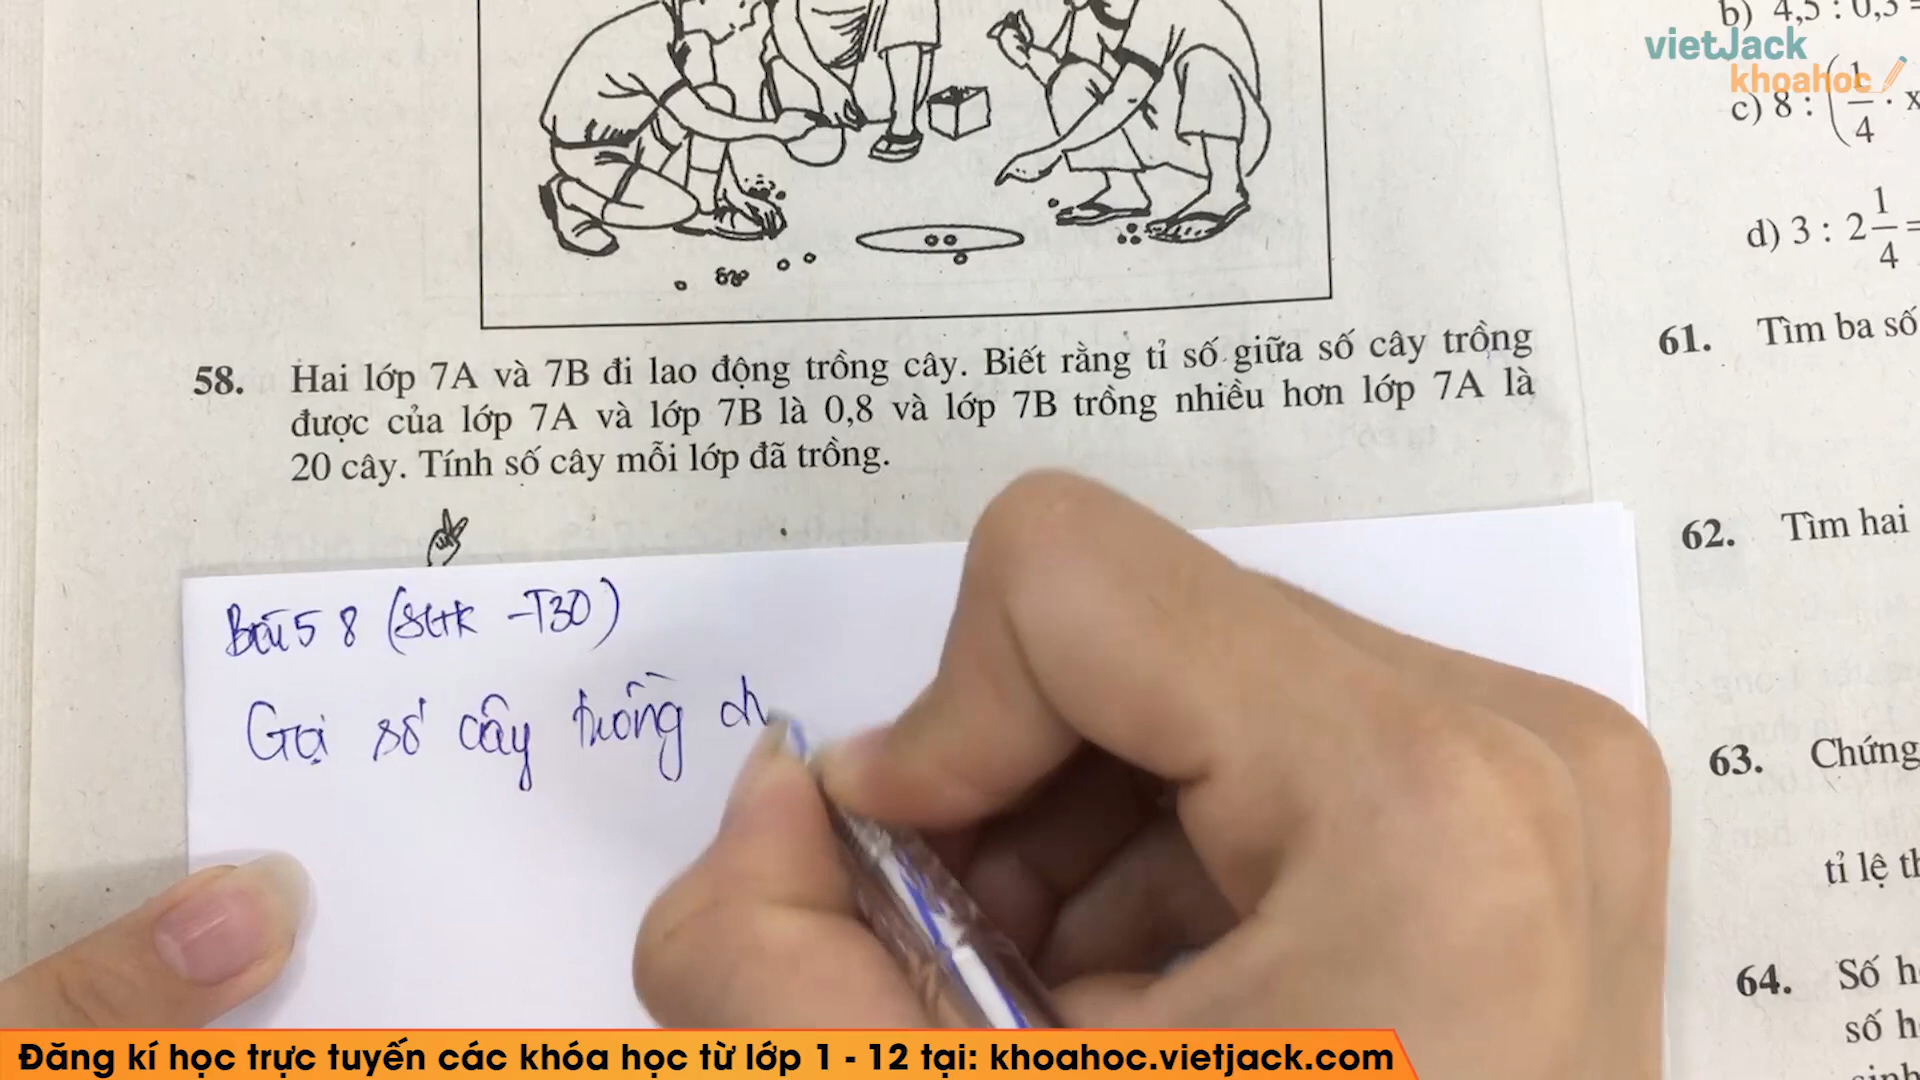 b) 4,5 : 0,3 =
vietJack
khoahoc
c) 8 : (1/4 · x
d) 3 : 2 1/4 =
58. Hai lớp 7A và 7B đi lao động trồng cây. Biết rằng tỉ số giữa số cây trồng
được của lớp 7A và lớp 7B là 0,8 và lớp 7B trồng nhiều hơn lớp 7A là
20 cây. Tính số cây mỗi lớp đã trồng.
61. Tìm ba số
62. Tìm hai
63. Chứng
tỉ lệ th
64. Số h
số h
Bài 58 (SGK - T30)
Gọi số cây trồng
Đăng kí học trực tuyến các khóa học từ lớp 1 - 12 tại: khoahoc.vietjack.com